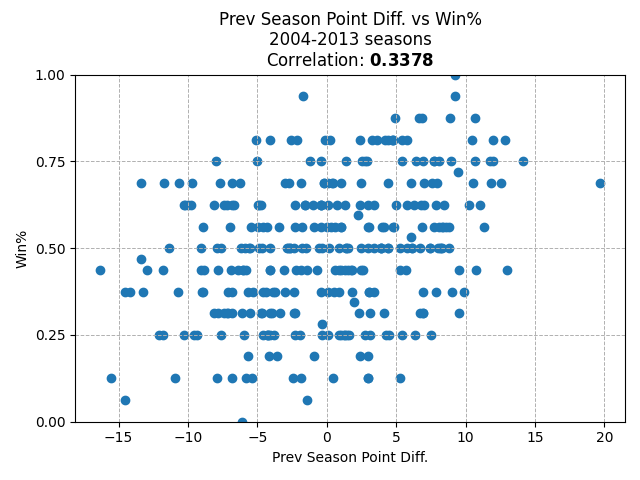 Prev Season Point Diff. vs Win%
2004-2013 seasons
Correlation: 0.3378
1.00
0.75
0.50
0.25
0.00
Win%
−15
−10
−5
0
5
10
15
20
Prev Season Point Diff.